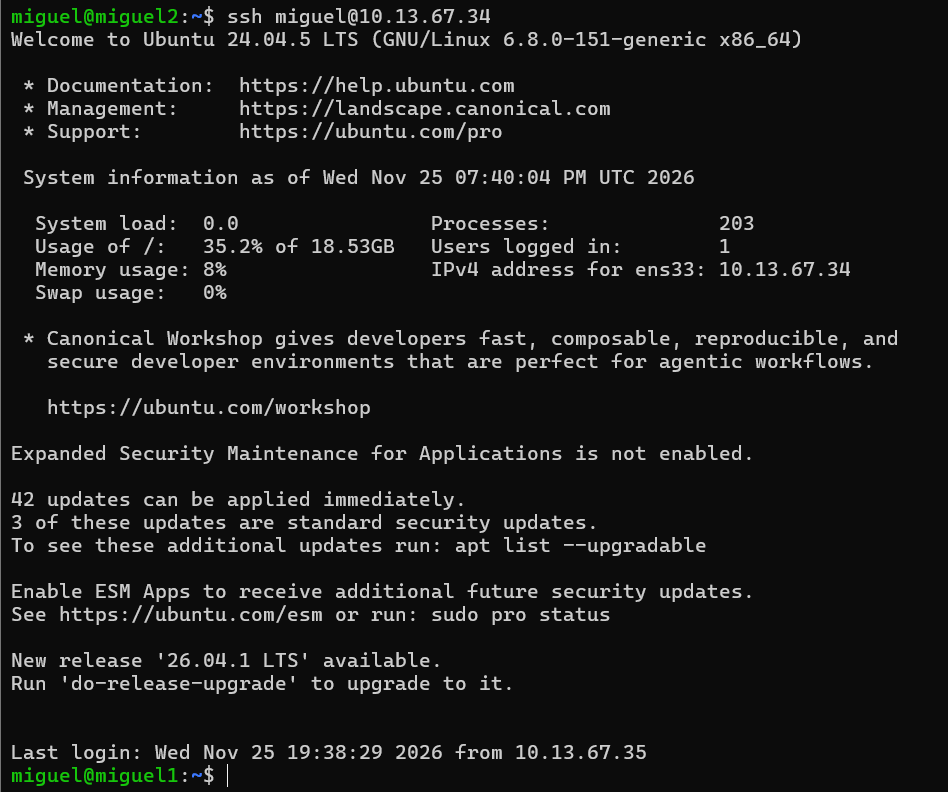 miguel@miguel2:~$ ssh miguel@10.13.67.34
Welcome to Ubuntu 24.04.5 LTS (GNU/Linux 6.8.0-151-generic x86_64)

 * Documentation:  https://help.ubuntu.com
 * Management:     https://landscape.canonical.com
 * Support:        https://ubuntu.com/pro

 System information as of Wed Nov 25 07:40:04 PM UTC 2026

  System load:  0.0                Processes:              203
  Usage of /:   35.2% of 18.53GB   Users logged in:        1
  Memory usage: 8%                 IPv4 address for ens33: 10.13.67.34
  Swap usage:   0%

 * Canonical Workshop gives developers fast, composable, reproducible, and
   secure developer environments that are perfect for agentic workflows.

   https://ubuntu.com/workshop

Expanded Security Maintenance for Applications is not enabled.

42 updates can be applied immediately.
3 of these updates are standard security updates.
To see these additional updates run: apt list --upgradable

Enable ESM Apps to receive additional future security updates.
See https://ubuntu.com/esm or run: sudo pro status

New release '26.04.1 LTS' available.
Run 'do-release-upgrade' to upgrade to it.


Last login: Wed Nov 25 19:38:29 2026 from 10.13.67.35
miguel@miguel1:~$